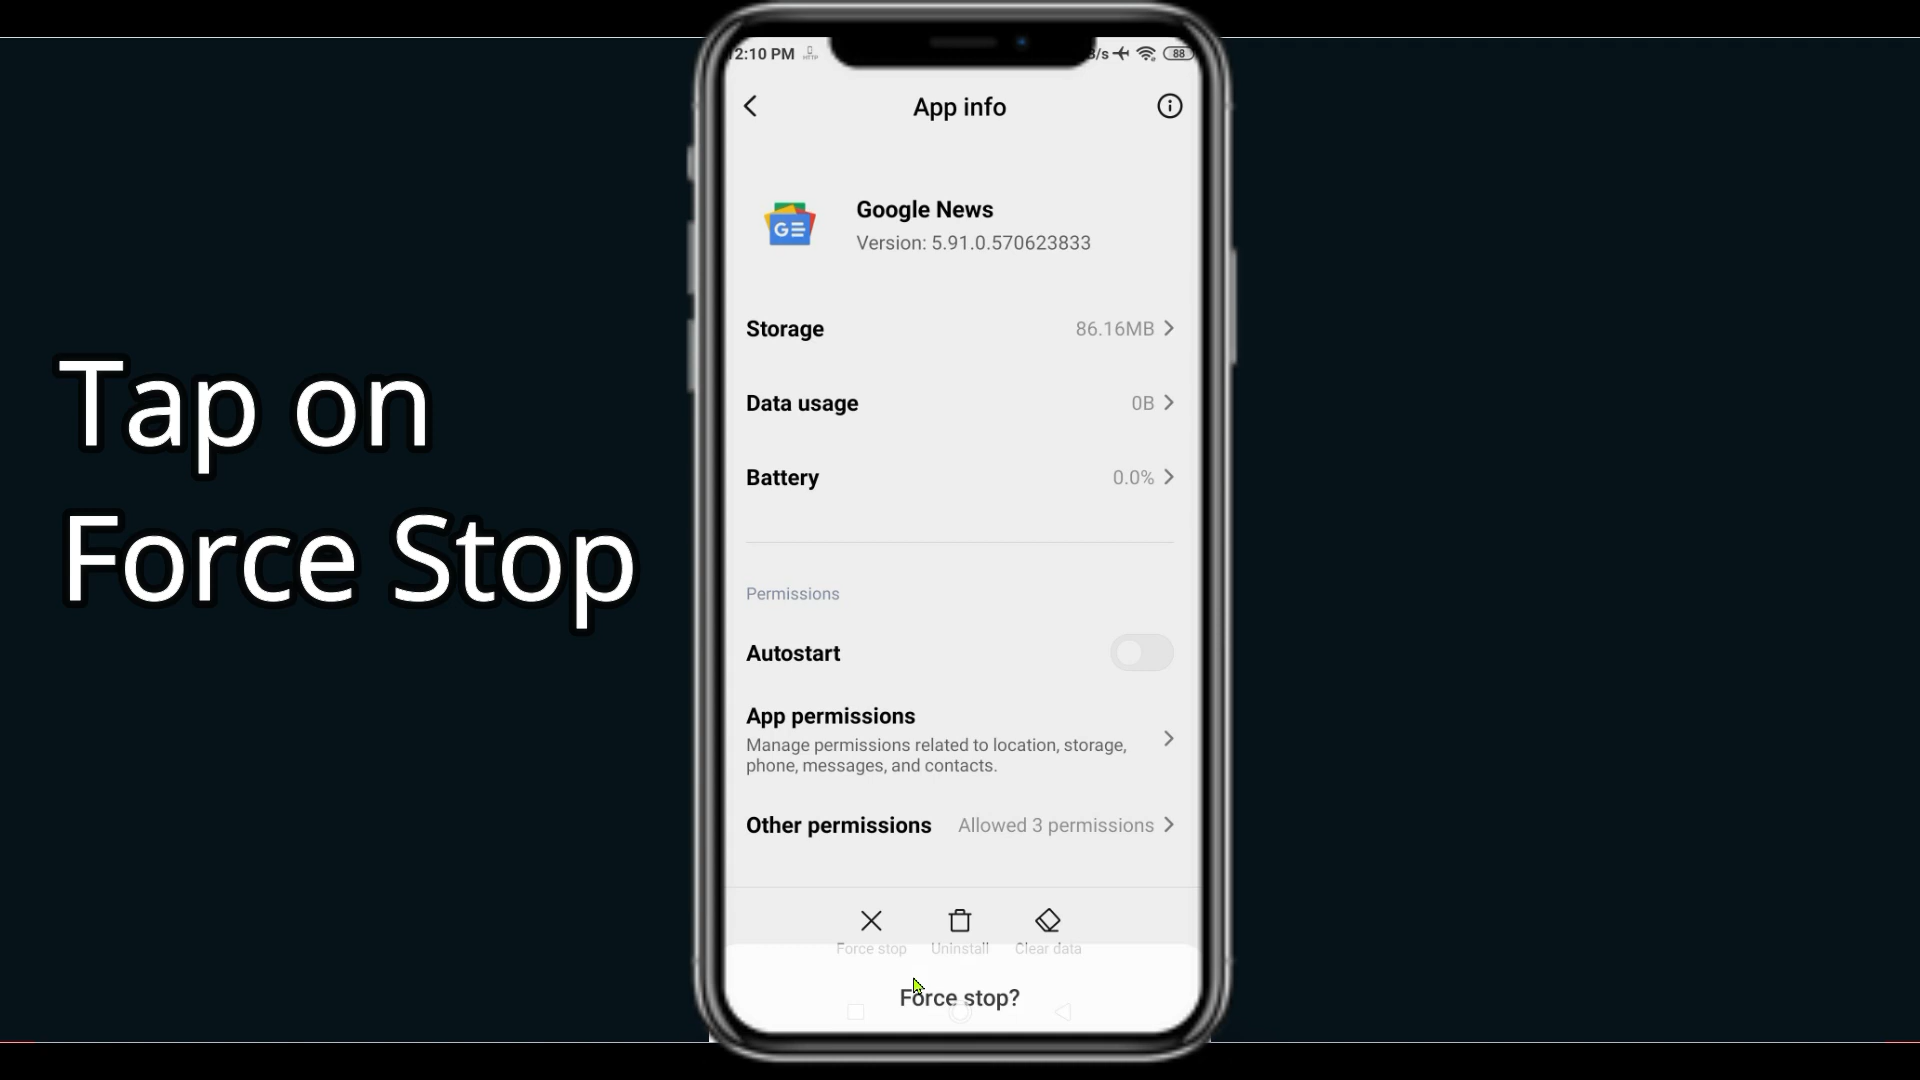 Tap on
Force Stop
2:10 PM
B/s
88
App info
Google News
Version: 5.91.0.570623833
Storage 86.16MB
Data usage 0B
Battery 0.0%
Permissions
Autostart
App permissions
Manage permissions related to location, storage,
phone, messages, and contacts.
Other permissions Allowed 3 permissions
Force stop Uninstall Clear data
Force stop?